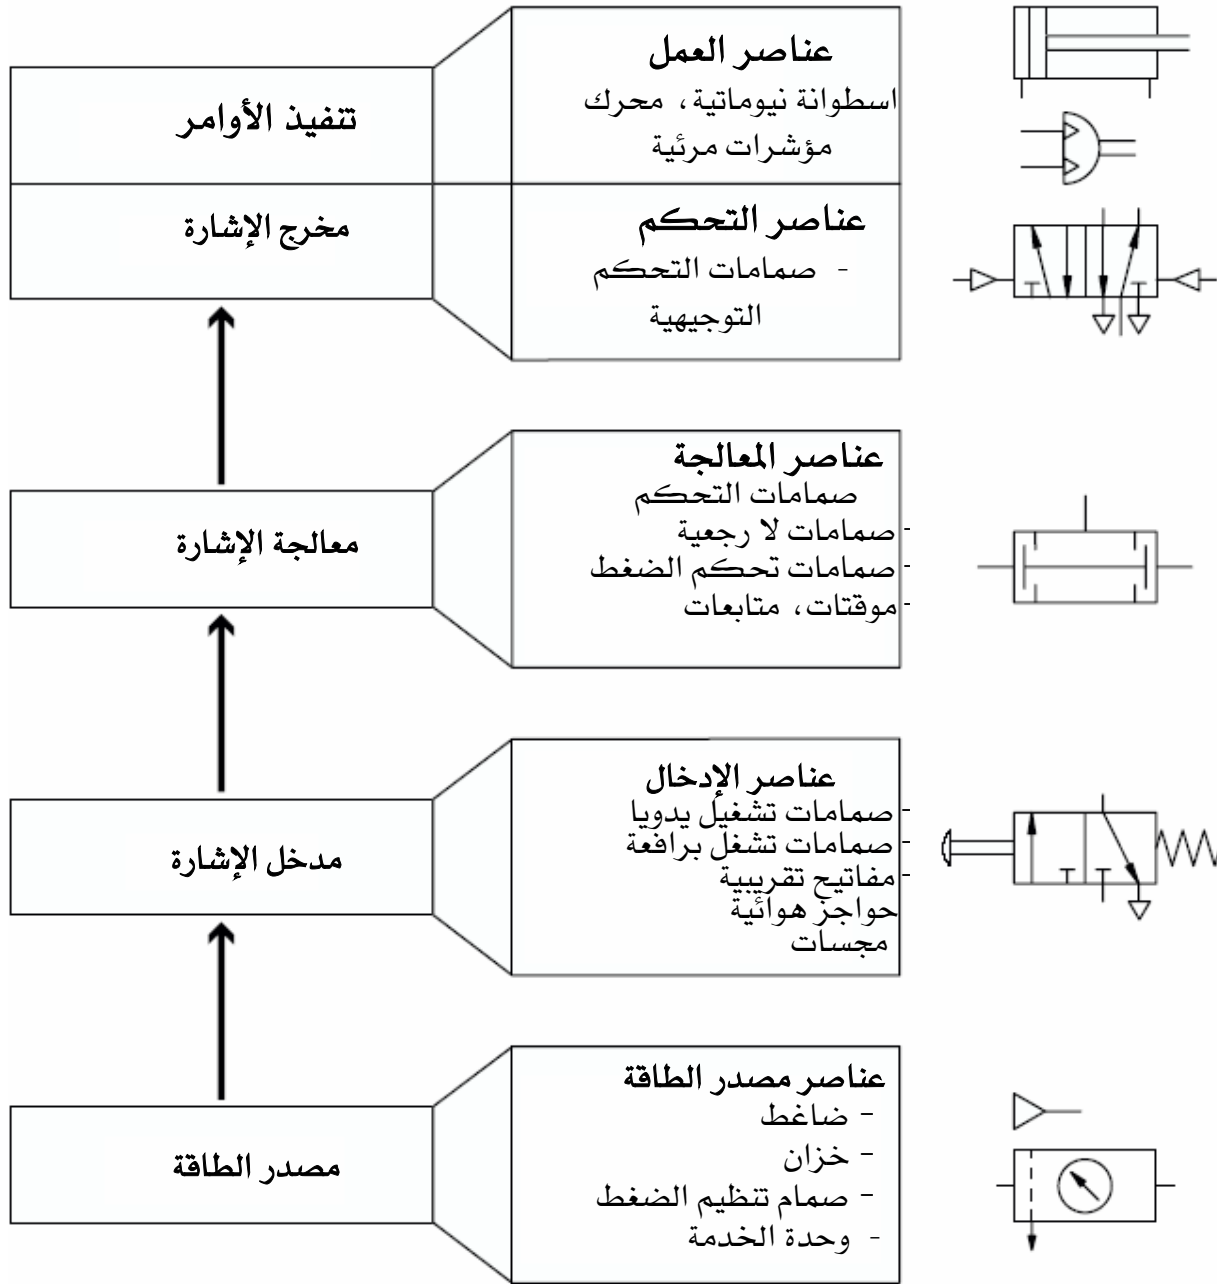 تنفيذ الأوامر
عناصر العمل
اسطوانة نيوماتية، محرك
مؤشرات مرئية
مخرج الإشارة
عناصر التحكم
- صمامات التحكم
التوجيهية
معالجة الإشارة
عناصر المعالجة
صمامات التحكم
- صمامات لا رجعية
- صمامات تحكم الضغط
- موقتات، متابعات
مدخل الإشارة
عناصر الإدخال
- صمامات تشغيل يدويا
- صمامات تشغل برافعة
- مفاتيح تقريبية
حواجز هوائية
مجسات
مصدر الطاقة
عناصر مصدر الطاقة
- ضاغط
- خزان
- صمام تنظيم الضغط
- وحدة الخدمة